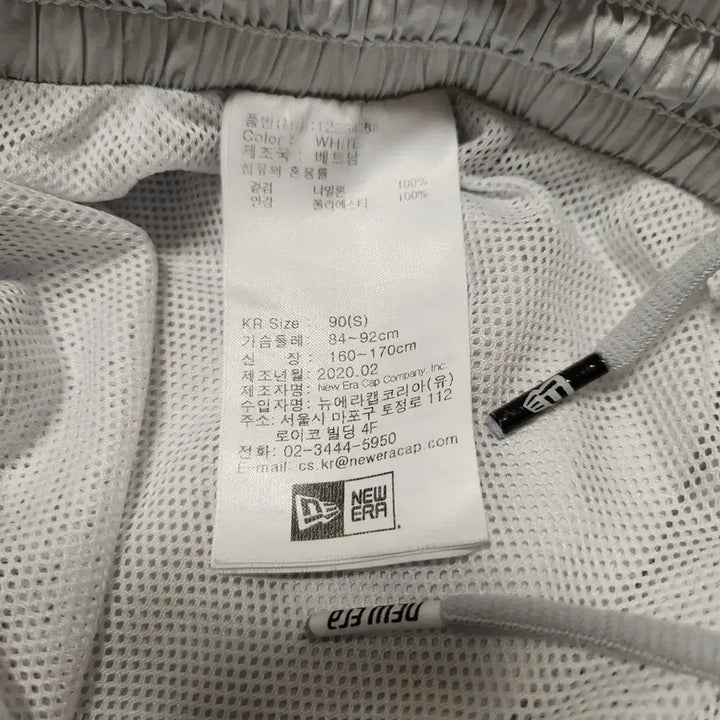 Color : WHITE
제조국 : 베트남
섬유의 혼용률
겉감 나일론 100%
안감 폴리에스터 100%
KR Size : 90(S)
가슴둘레: 84~92cm
신 장: 160~170cm
제조년월: 2020.02
제조자명: New Era Cap Company, Inc.
수입자명: 뉴에라캡코리아(유)
주소: 서울시 마포구 토정로 112
로이코 빌딩 4F
전화: 02-3444-5950
E-mail: cs.kr@neweracap.com
NEW
ERA
new era